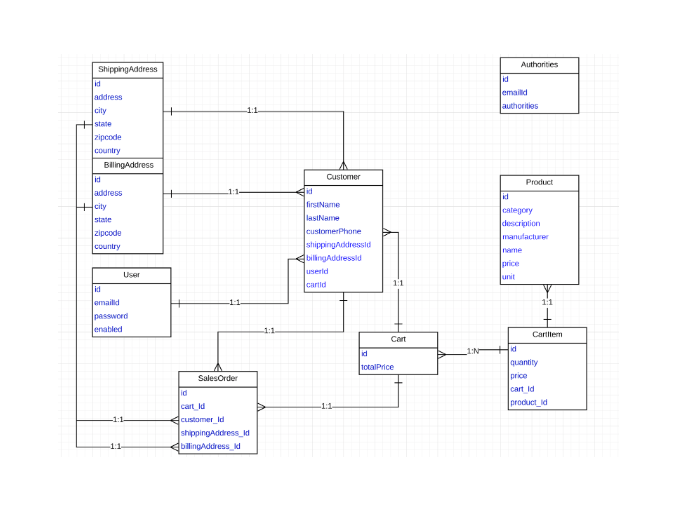 ShippingAddress
id
address
city
state
zipcode
country
BillingAddress
id
address
city
state
zipcode
country
User
id
emailId
password
enabled
1:1
1:1
1:1
1:1
Customer
id
firstName
lastName
customerPhone
shippingAddressId
billingAddressId
userId
cartId
Authorities
id
emailId
authorities
Product
id
category
description
manufacturer
name
price
unit
1:1
1:1
Cart
id
totalPrice
1:N
CartItem
id
quantity
price
cart_Id
product_Id
SalesOrder
id
cart_Id
customer_Id
shippingAddress_Id
billingAddress_Id
1:1
1:1
1:1